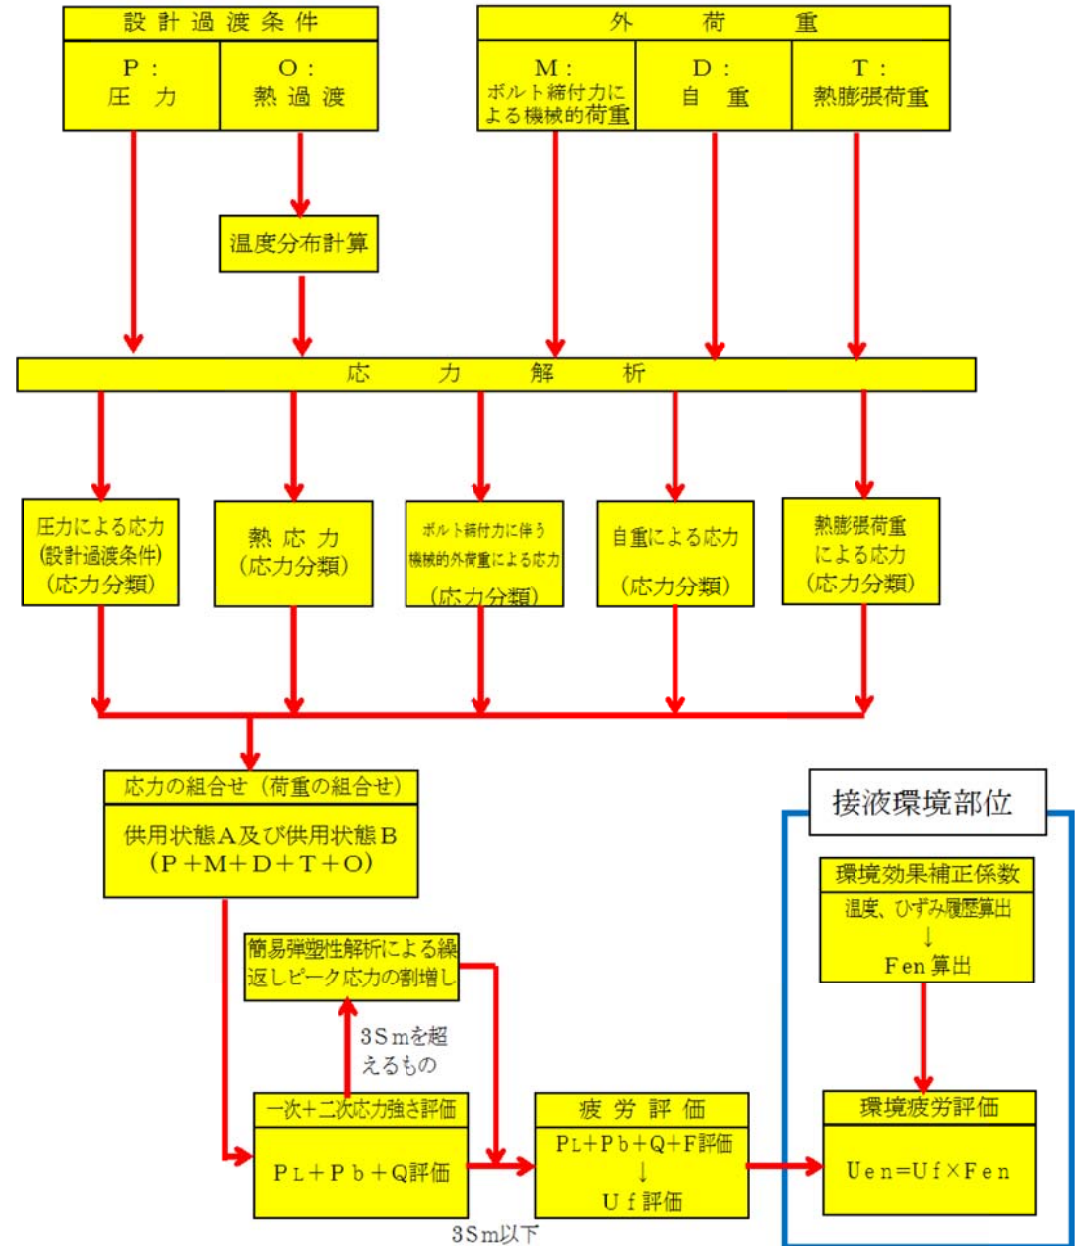 設計過渡条件
P：
圧力
O：
熱過渡
外荷重
M：
ボルト締付力に
よる機械的荷重
D：
自重
T：
熱膨張荷重
温度分布計算
応力解析
圧力による応力
(設計過渡条件)
(応力分類)
熱応力
(応力分類)
ボルト締付力に伴う
機械的外荷重による応力
(応力分類)
自重による応力
(応力分類)
熱膨張荷重
による応力
(応力分類)
応力の組合せ（荷重の組合せ）
供用状態A及び供用状態B
(P+M+D+T+O)
簡易弾塑性解析による繰
返しピーク応力の割増し
3Smを超
えるもの
一次+二次応力強さ評価
PL+Pb+Q評価
3Sm以下
疲労評価
PL+Pb+Q+F評価
↓
Uf評価
接液環境部位
環境効果補正係数
温度、ひずみ履歴算出
↓
Fen算出
環境疲労評価
Uen=Uf×Fen